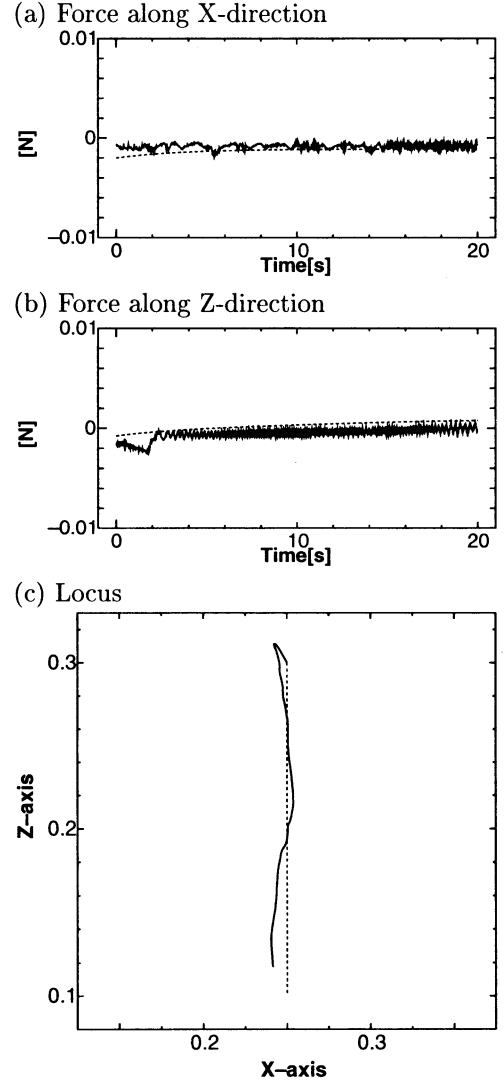 (a) Force along X-direction
0.01
0
−0.01
[N]
0
10
20
Time[s]
(b) Force along Z-direction
0.01
0
−0.01
[N]
0
10
20
Time[s]
(c) Locus
0.3
0.2
0.1
Z−axis
0.2
0.3
X−axis